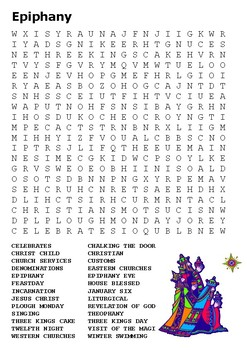 Epiphany
W X I S Y R A U N A J F N J I I G K W R
I Y A D S G N I K E E R H T G N U C E S
N E T H R E E K I N G S C A K E H V R N
T V Y S F G V R Y M Q V M W T U E L O O
E E N J E V H O P G M E F H R L G I O I
R Y A E A S B O Z O H O G C A J N D T
S N H S S C E I U T F I H T V C I E U A
W A P U T N O H F S N S I B A Y G R H N
I H O S D U K O C H E O C R O Y N G T I
M P E C A C T S T R N B N R X L I I G M
M I H H Y I Z F V O U A L C B B S C N O
I P T R S J L I F Q T H E E U E M A I N
N E S I M E C G K I D W C P S O Y L K E
G R V S W E O E O B H I I N I S O A L D
O S O T S D B N N P N G X Y R P E M A V
S E H C R U H C N R E T S A E H D H X
D L I H C T S I R H C U R M R N T A C L
C H R I S T I A N S M O T S U C I S N W
D P L P L O U G H M O N D A Y J O R E Y
C E L E B R A T E S I O Q U B L B N E W
CELEBRATES CHALKING THE DOOR
CHRIST CHILD CHRISTIAN
CHURCH SERVICES CUSTOMS
DENOMINATIONS EASTERN CHURCHES
EPIPHANY EPIPHANY EVE
FEASTDAY HOUSE BLESSED
INCARNATION JANUARY SIX
JESUS CHRIST LITURGICAL
PLOUGH MONDAY REVELATION OF GOD
SINGING THEOPHANY
THREE KINGS CAKE THREE KINGS DAY
TWELFTH NIGHT VISIT OF THE MAGI
WESTERN CHURCHES WINTER SWIMMING